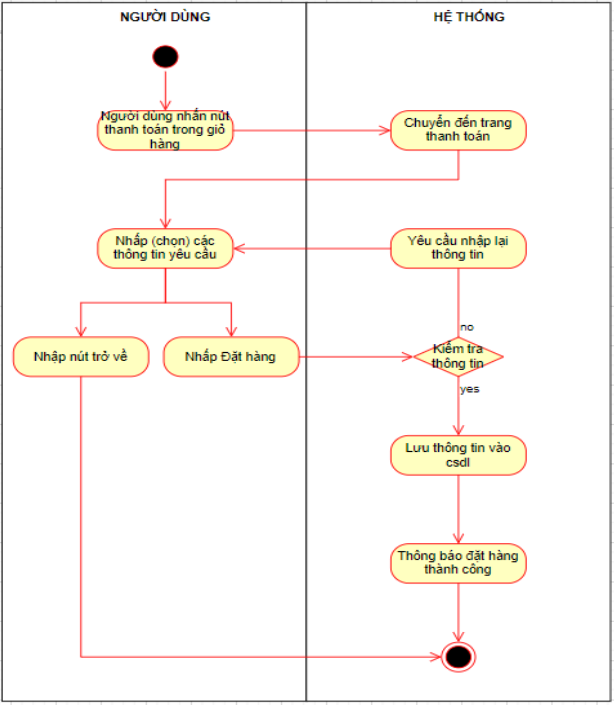 NGƯỜI DÙNG
HỆ THỐNG
Người dùng nhấn nút
thanh toán trong giỏ
hàng
Chuyển đến trang
thanh toán
Nhấp (chọn) các
thông tin yêu cầu
Yêu cầu nhập lại
thông tin
Nhập nút trở về
Nhấp Đặt hàng
no
Kiểm tra
thông tin
yes
Lưu thông tin vào
csdl
Thông báo đặt hàng
thành công